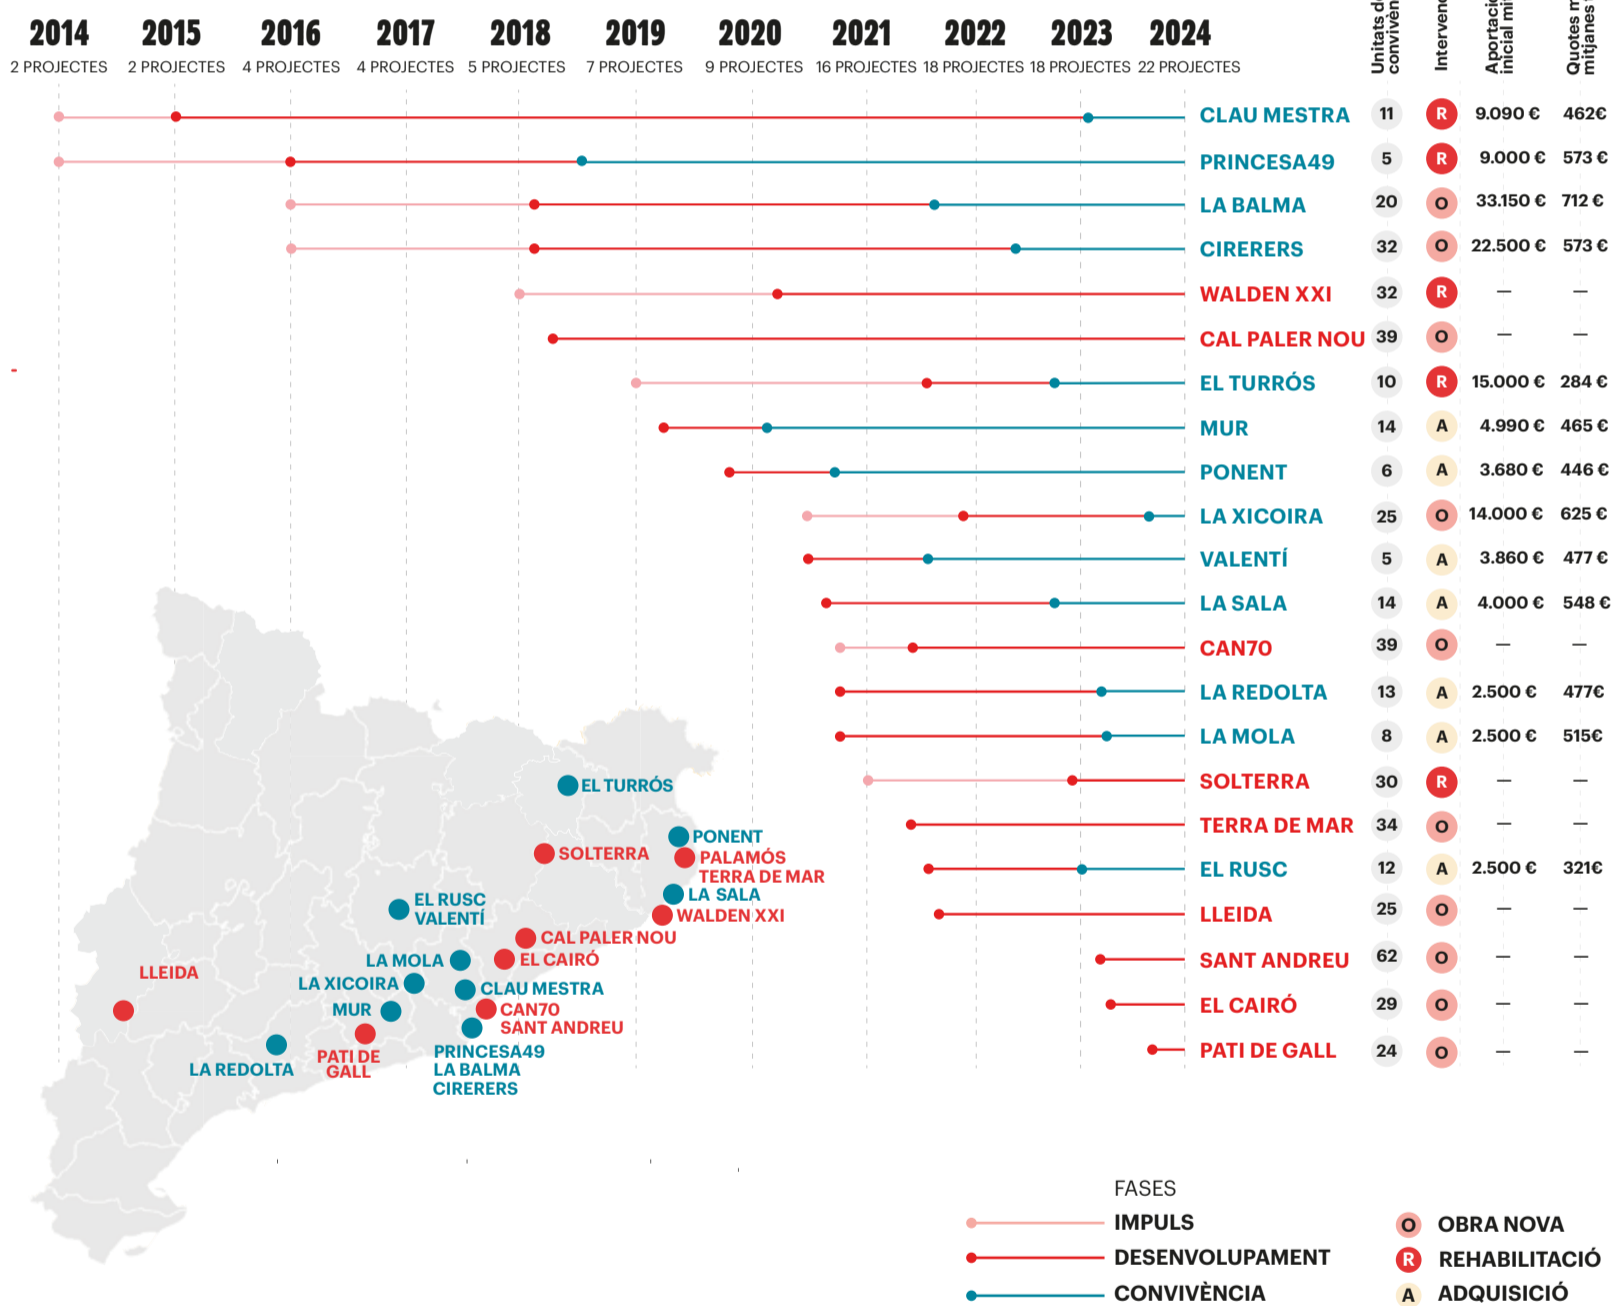 2014 2015 2016 2017 2018 2019 2020 2021 2022 2023 2024
2 PROJECTES 2 PROJECTES 4 PROJECTES 4 PROJECTES 5 PROJECTES 7 PROJECTES 9 PROJECTES 16 PROJECTES 18 PROJECTES 18 PROJECTES 22 PROJECTES
Unitats
inicial
Quotes
mitjanes
CLAU MESTRA 11 R 9.090 € 462€
PRINCESA49 5 R 9.000 € 573 €
LA BALMA 20 O 33.150 € 712 €
CIRERERS 32 O 22.500 € 573 €
WALDEN XXI 32 R — —
CAL PALER NOU 39 O — —
EL TURRÓS 10 R 15.000 € 284 €
MUR 14 A 4.990 € 465 €
PONENT 6 A 3.680 € 446 €
LA XICOIRA 25 O 14.000 € 625 €
VALENTÍ 5 A 3.860 € 477 €
LA SALA 14 A 4.000 € 548 €
CAN70 39 O — —
LA REDOLTA 13 A 2.500 € 477€
LA MOLA 8 A 2.500 € 515€
SOLTERRA 30 R — —
TERRA DE MAR 34 O — —
EL RUSC 12 A 2.500 € 321€
LLEIDA 25 O — —
SANT ANDREU 62 O — —
EL CAIRÓ 29 O — —
PATI DE GALL 24 O — —
EL TURRÓS
PONENT
SOLTERRA
PALAMÓS
TERRA DE MAR
LA SALA
EL RUSC
VALENTÍ
WALDEN XXI
CAL PALER NOU
LA MOLA
EL CAIRÓ
LLEIDA
LA XICOIRA
CLAU MESTRA
MUR
CAN70
SANT ANDREU
PATI DE
GALL
LA REDOLTA
PRINCESA49
LA BALMA
CIRERERS
FASES
IMPULS
DESENVOLUPAMENT
CONVIVÈNCIA
O OBRA NOVA
R REHABILITACIÓ
A ADQUISICIÓ